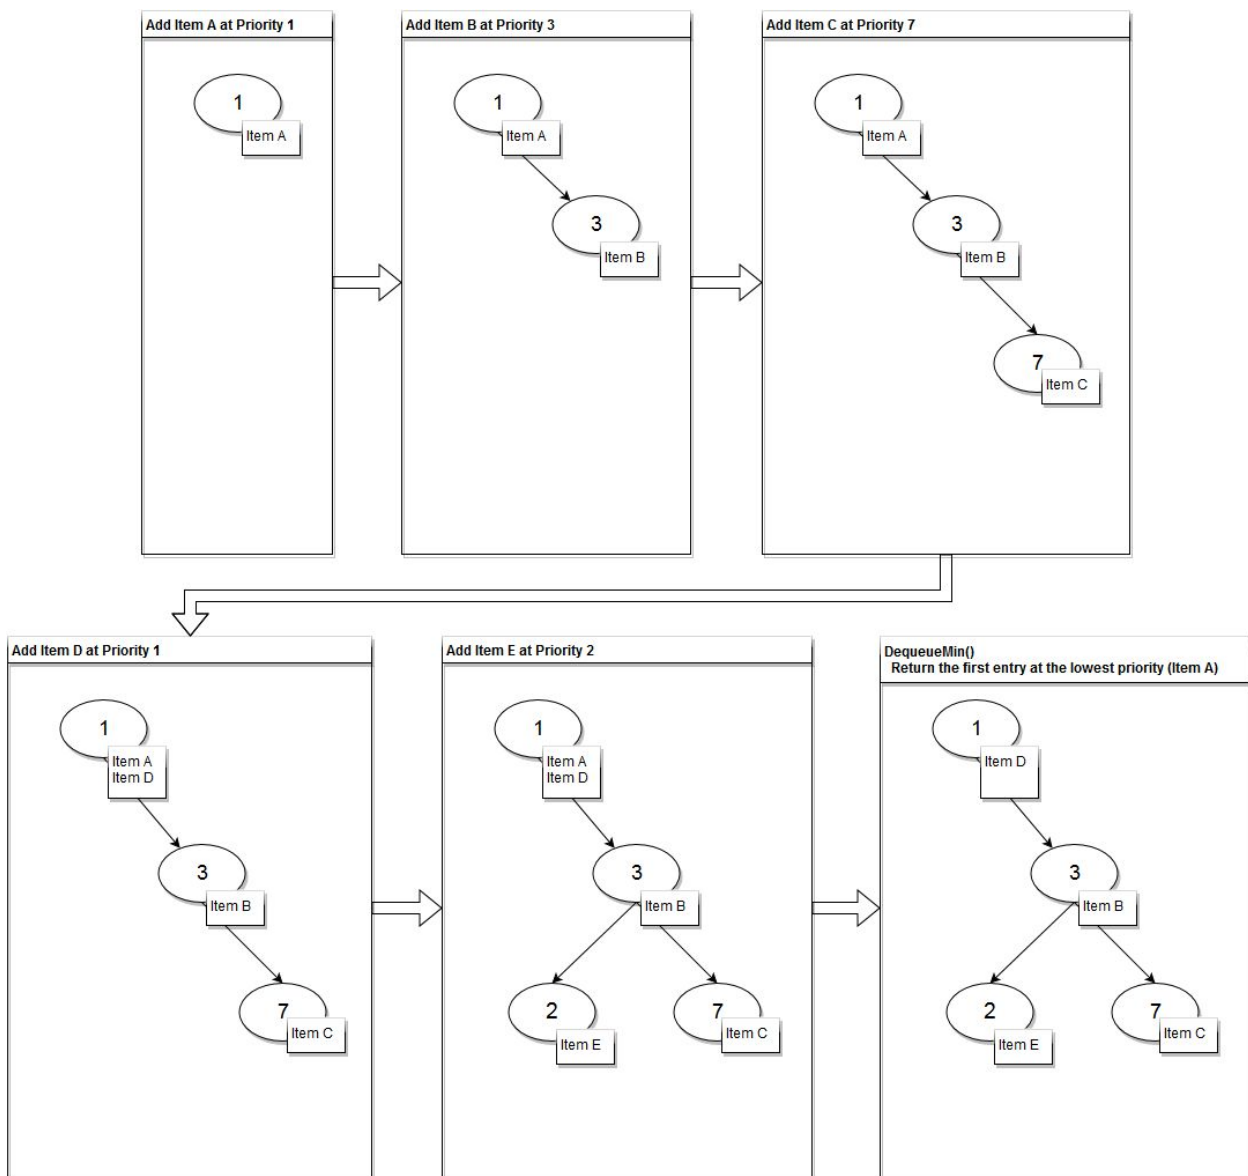 Add Item A at Priority 1
1
Item A
Add Item B at Priority 3
1
Item A
3
Item B
Add Item C at Priority 7
1
Item A
3
Item B
7
Item C
Add Item D at Priority 1
1
Item A
Item D
3
Item B
7
Item C
Add Item E at Priority 2
1
Item A
Item D
3
Item B
2
Item E
7
Item C
DequeueMin()
Return the first entry at the lowest priority (Item A)
1
Item D
3
Item B
2
Item E
7
Item C